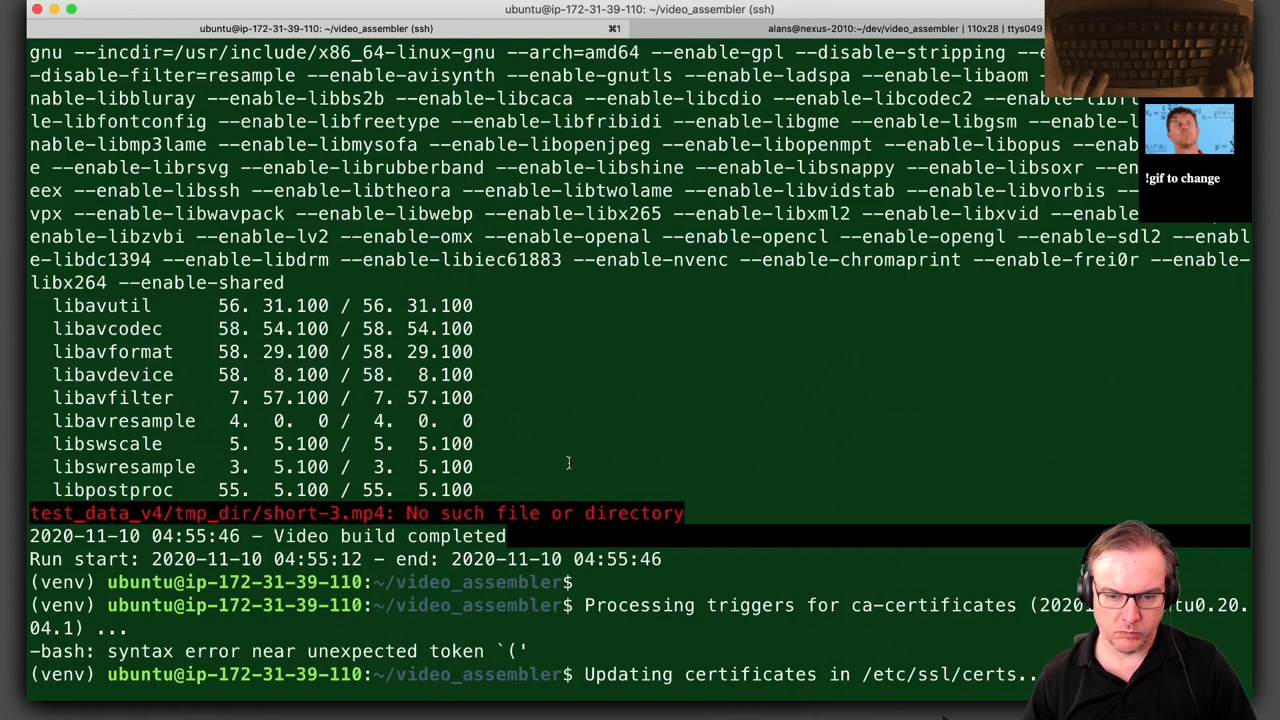 ubuntu@ip-172-31-39-110: ~/video_assembler (ssh)
ubuntu@ip-172-31-39-110: ~/video_assembler (ssh) ⌘1 alans@nexus-2010:~/dev/video_assembler | 110x28 | ttys049
gnu --incdir=/usr/include/x86_64-linux-gnu --arch=amd64 --enable-gpl --disable-stripping
-disable-filter=resample --enable-avisynth --enable-gnutls --enable-ladspa --enable-libaom
nable-libbluray --enable-libbs2b --enable-libcaca --enable-libcdio --enable-libcodec2
le-libfontconfig --enable-libfreetype --enable-libfribidi --enable-libgme --enable-libgsm
nable-libmp3lame --enable-libmysofa --enable-libopenjpeg --enable-libopenmpt --enable-libopus
e --enable-librsvg --enable-librubberband --enable-libshine --enable-libsnappy --enable-libsoxr
eex --enable-libssh --enable-libtheora --enable-libtwolame --enable-libvidstab --enable-libvorbis
vpx --enable-libwavpack --enable-libwebp --enable-libx265 --enable-libxml2 --enable-libxvid
enable-libzvbi --enable-lv2 --enable-omx --enable-openal --enable-opencl --enable-opengl --enable-sdl2 --enabl
e-libdc1394 --enable-libdrm --enable-libiec61883 --enable-nvenc --enable-chromaprint --enable-frei0r --enable-
libx264 --enable-shared
libavutil 56. 31.100 / 56. 31.100
libavcodec 58. 54.100 / 58. 54.100
libavformat 58. 29.100 / 58. 29.100
libavdevice 58. 8.100 / 58. 8.100
libavfilter 7. 57.100 / 7. 57.100
libavresample 4. 0. 0 / 4. 0. 0
libswscale 5. 5.100 / 5. 5.100
libswresample 3. 5.100 / 3. 5.100
libpostproc 55. 5.100 / 55. 5.100
test_data_v4/tmp_dir/short-3.mp4: No such file or directory
2020-11-10 04:55:46 - Video build completed
Run start: 2020-11-10 04:55:12 - end: 2020-11-10 04:55:46
(venv) ubuntu@ip-172-31-39-110:~/video_assembler$
(venv) ubuntu@ip-172-31-39-110:~/video_assembler$ Processing triggers for ca-certificates
04.1) ...
-bash: syntax error near unexpected token `('
(venv) ubuntu@ip-172-31-39-110:~/video_assembler$ Updating certificates in /etc/ssl/certs..
!gif to change